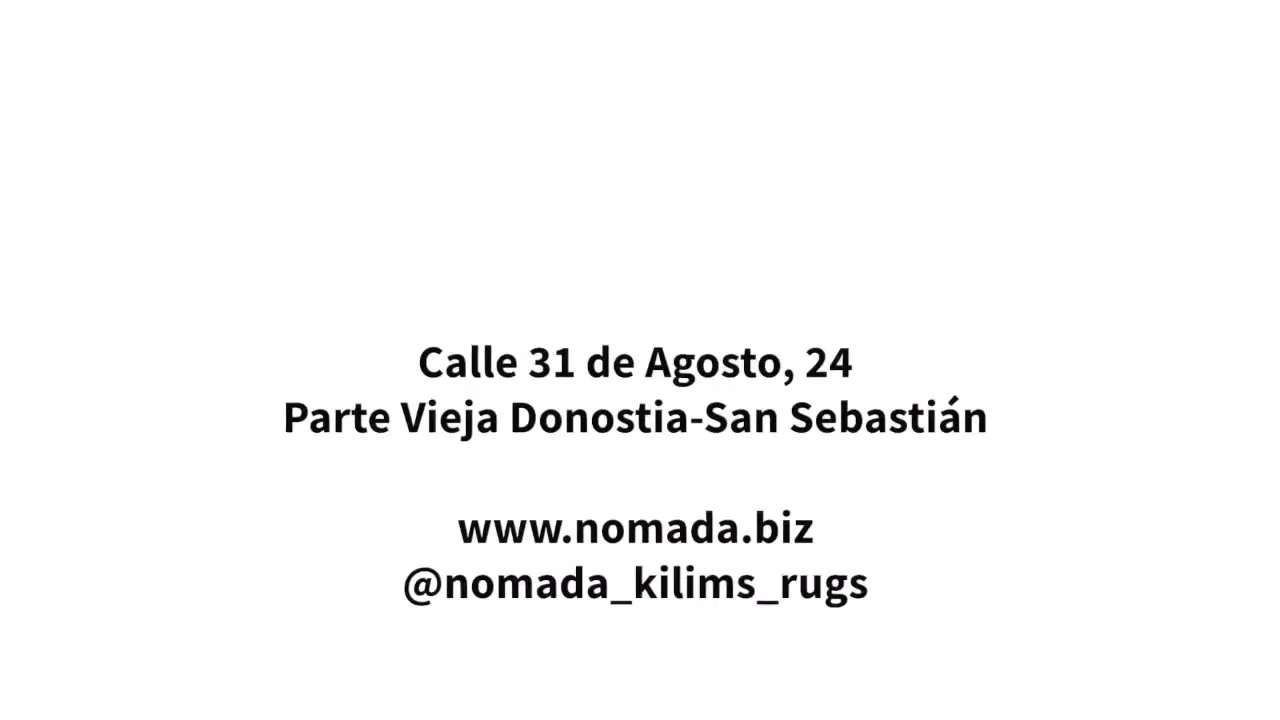 Calle 31 de Agosto, 24
Parte Vieja Donostia-San Sebastián
www.nomada.biz
@nomada_kilims_rugs